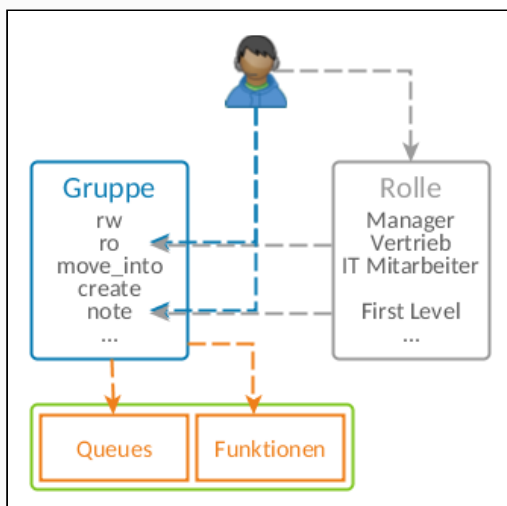 Gruppe
rw
ro
move_into
create
note
...
Rolle
Manager
Vertrieb
IT Mitarbeiter
First Level
...
Queues
Funktionen